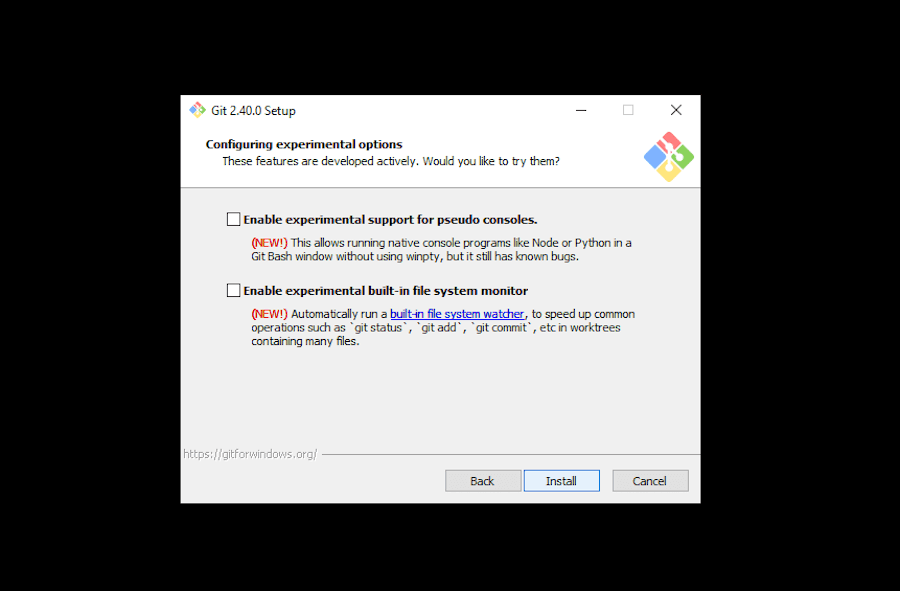 Git 2.40.0 Setup
Configuring experimental options
These features are developed actively. Would you like to try them?
Enable experimental support for pseudo consoles.
(NEW!) This allows running native console programs like Node or Python in a
Git Bash window without using winpty, but it still has known bugs.
Enable experimental built-in file system monitor
(NEW!) Automatically run a built-in file system watcher, to speed up common
operations such as `git status`, `git add`, `git commit`, etc in worktrees
containing many files.
https://gitforwindows.org/
Back Install Cancel